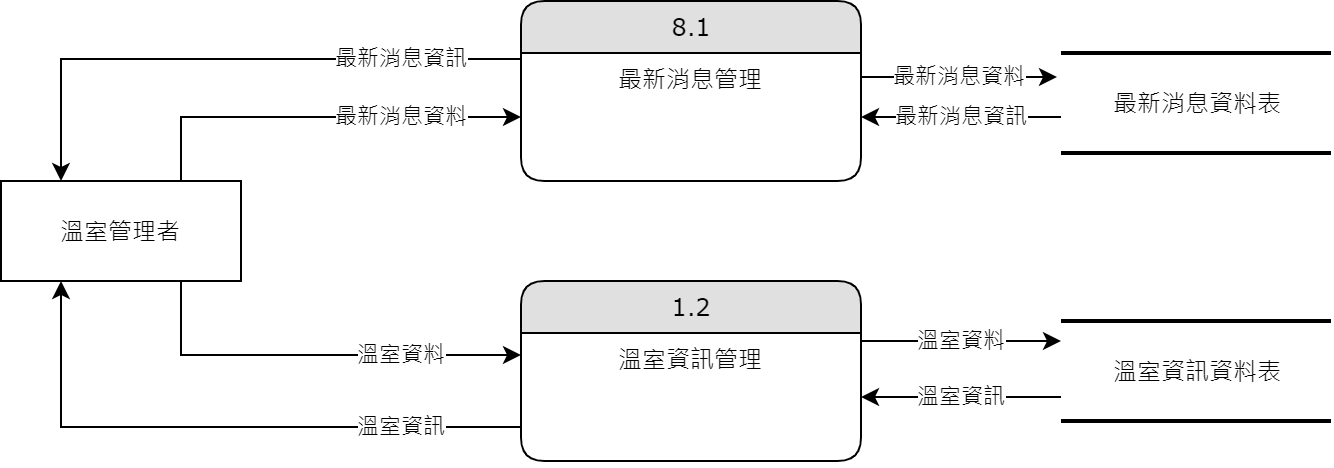 8.1
最新消息管理
最新消息資訊
最新消息資料
最新消息資料
最新消息資訊
最新消息資料表
溫室管理者
1.2
溫室資訊管理
溫室資料
溫室資訊
溫室資料
溫室資訊
溫室資訊資料表